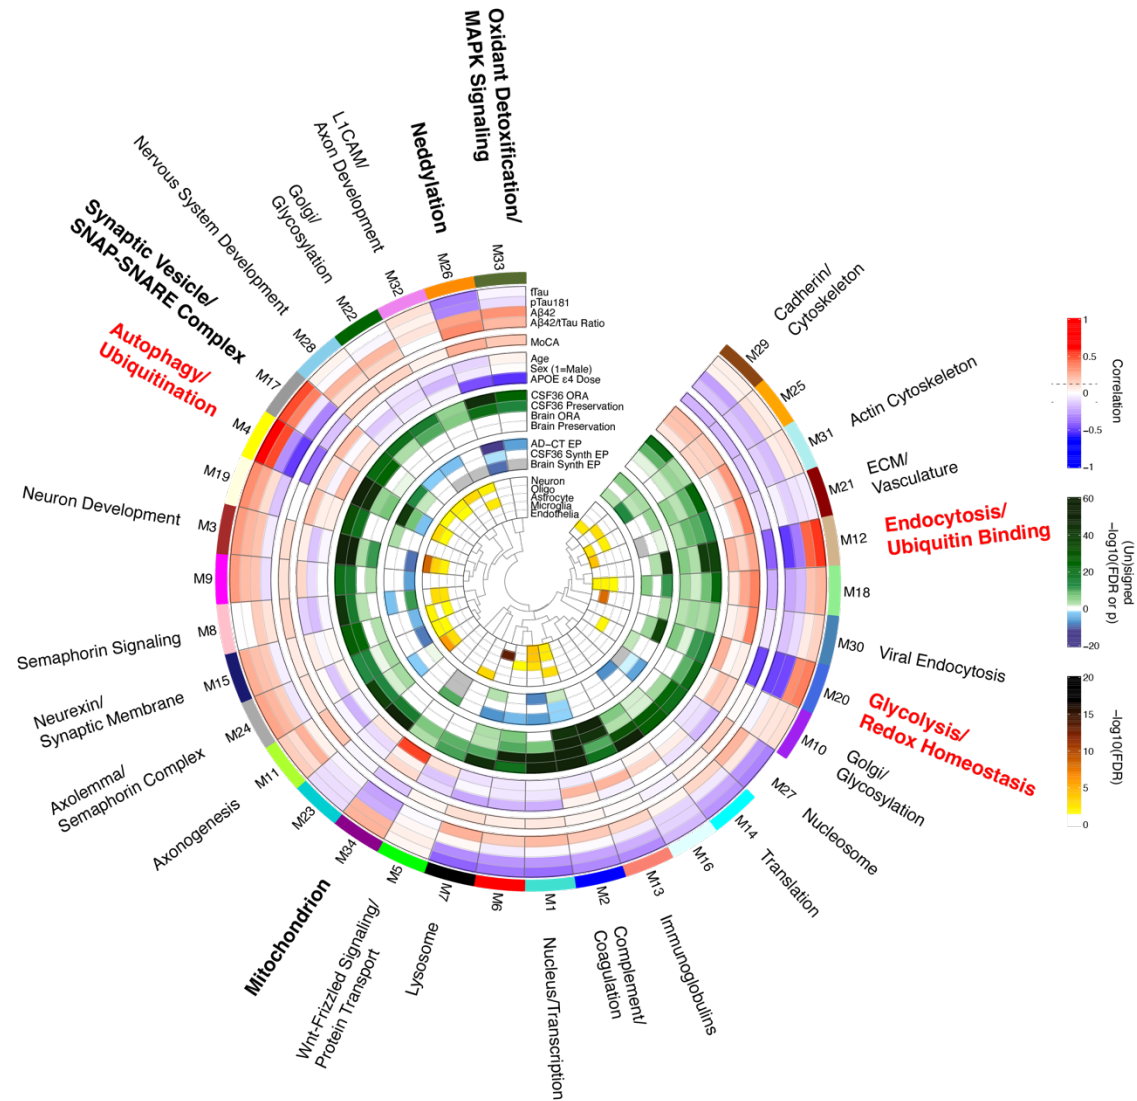 Oxidant Detoxification/
MAPK Signaling
Neddylation
L1CAM/
Axon Development
Golgi/
Glycosylation
Nervous System Development
Synaptic Vesicle/
SNAP-SNARE Complex
Autophagy/
Ubiquitination
Neuron Development
Semaphorin Signaling
Neurexin/
Synaptic Membrane
Axolemma/
Semaphorin Complex
Axonogenesis
Mitochondrion
Wnt-Frizzled Signaling/
Protein Transport
Lysosome
Nucleus/Transcription
Complement/
Coagulation
Immunoglobulins
Translation
Nucleosome
Golgi/
Glycosylation
Glycolysis/
Redox Homeostasis
Viral Endocytosis
Endocytosis/
Ubiquitin Binding
ECM/
Vasculature
Actin Cytoskeleton
Cadherin/
Cytoskeleton
M33
M26
M32
M22
M28
M17
M4
M19
M3
M9
M8
M15
M24
M11
M23
M34
M5
M7
M6
M1
M2
M13
M16
M14
M27
M10
M20
M30
M18
M12
M21
M31
M25
M29
tTau
pTau181
Aβ42
Aβ42/tTau Ratio
MoCA
Age
Sex (1=Male)
APOE ε4 Dose
CSF36 ORA
CSF36 Preservation
Brain ORA
Brain Preservation
AD-CT EP
CSF36 Synth EP
Brain Synth EP
Neuron
Oligo
Astrocyte
Microglia
Endothelia
1
0.5
0
−0.5
−1
Correlation
60
40
20
0
−20
(Un)signed
−log10(FDR or p)
20
15
10
5
0
−log10(FDR)